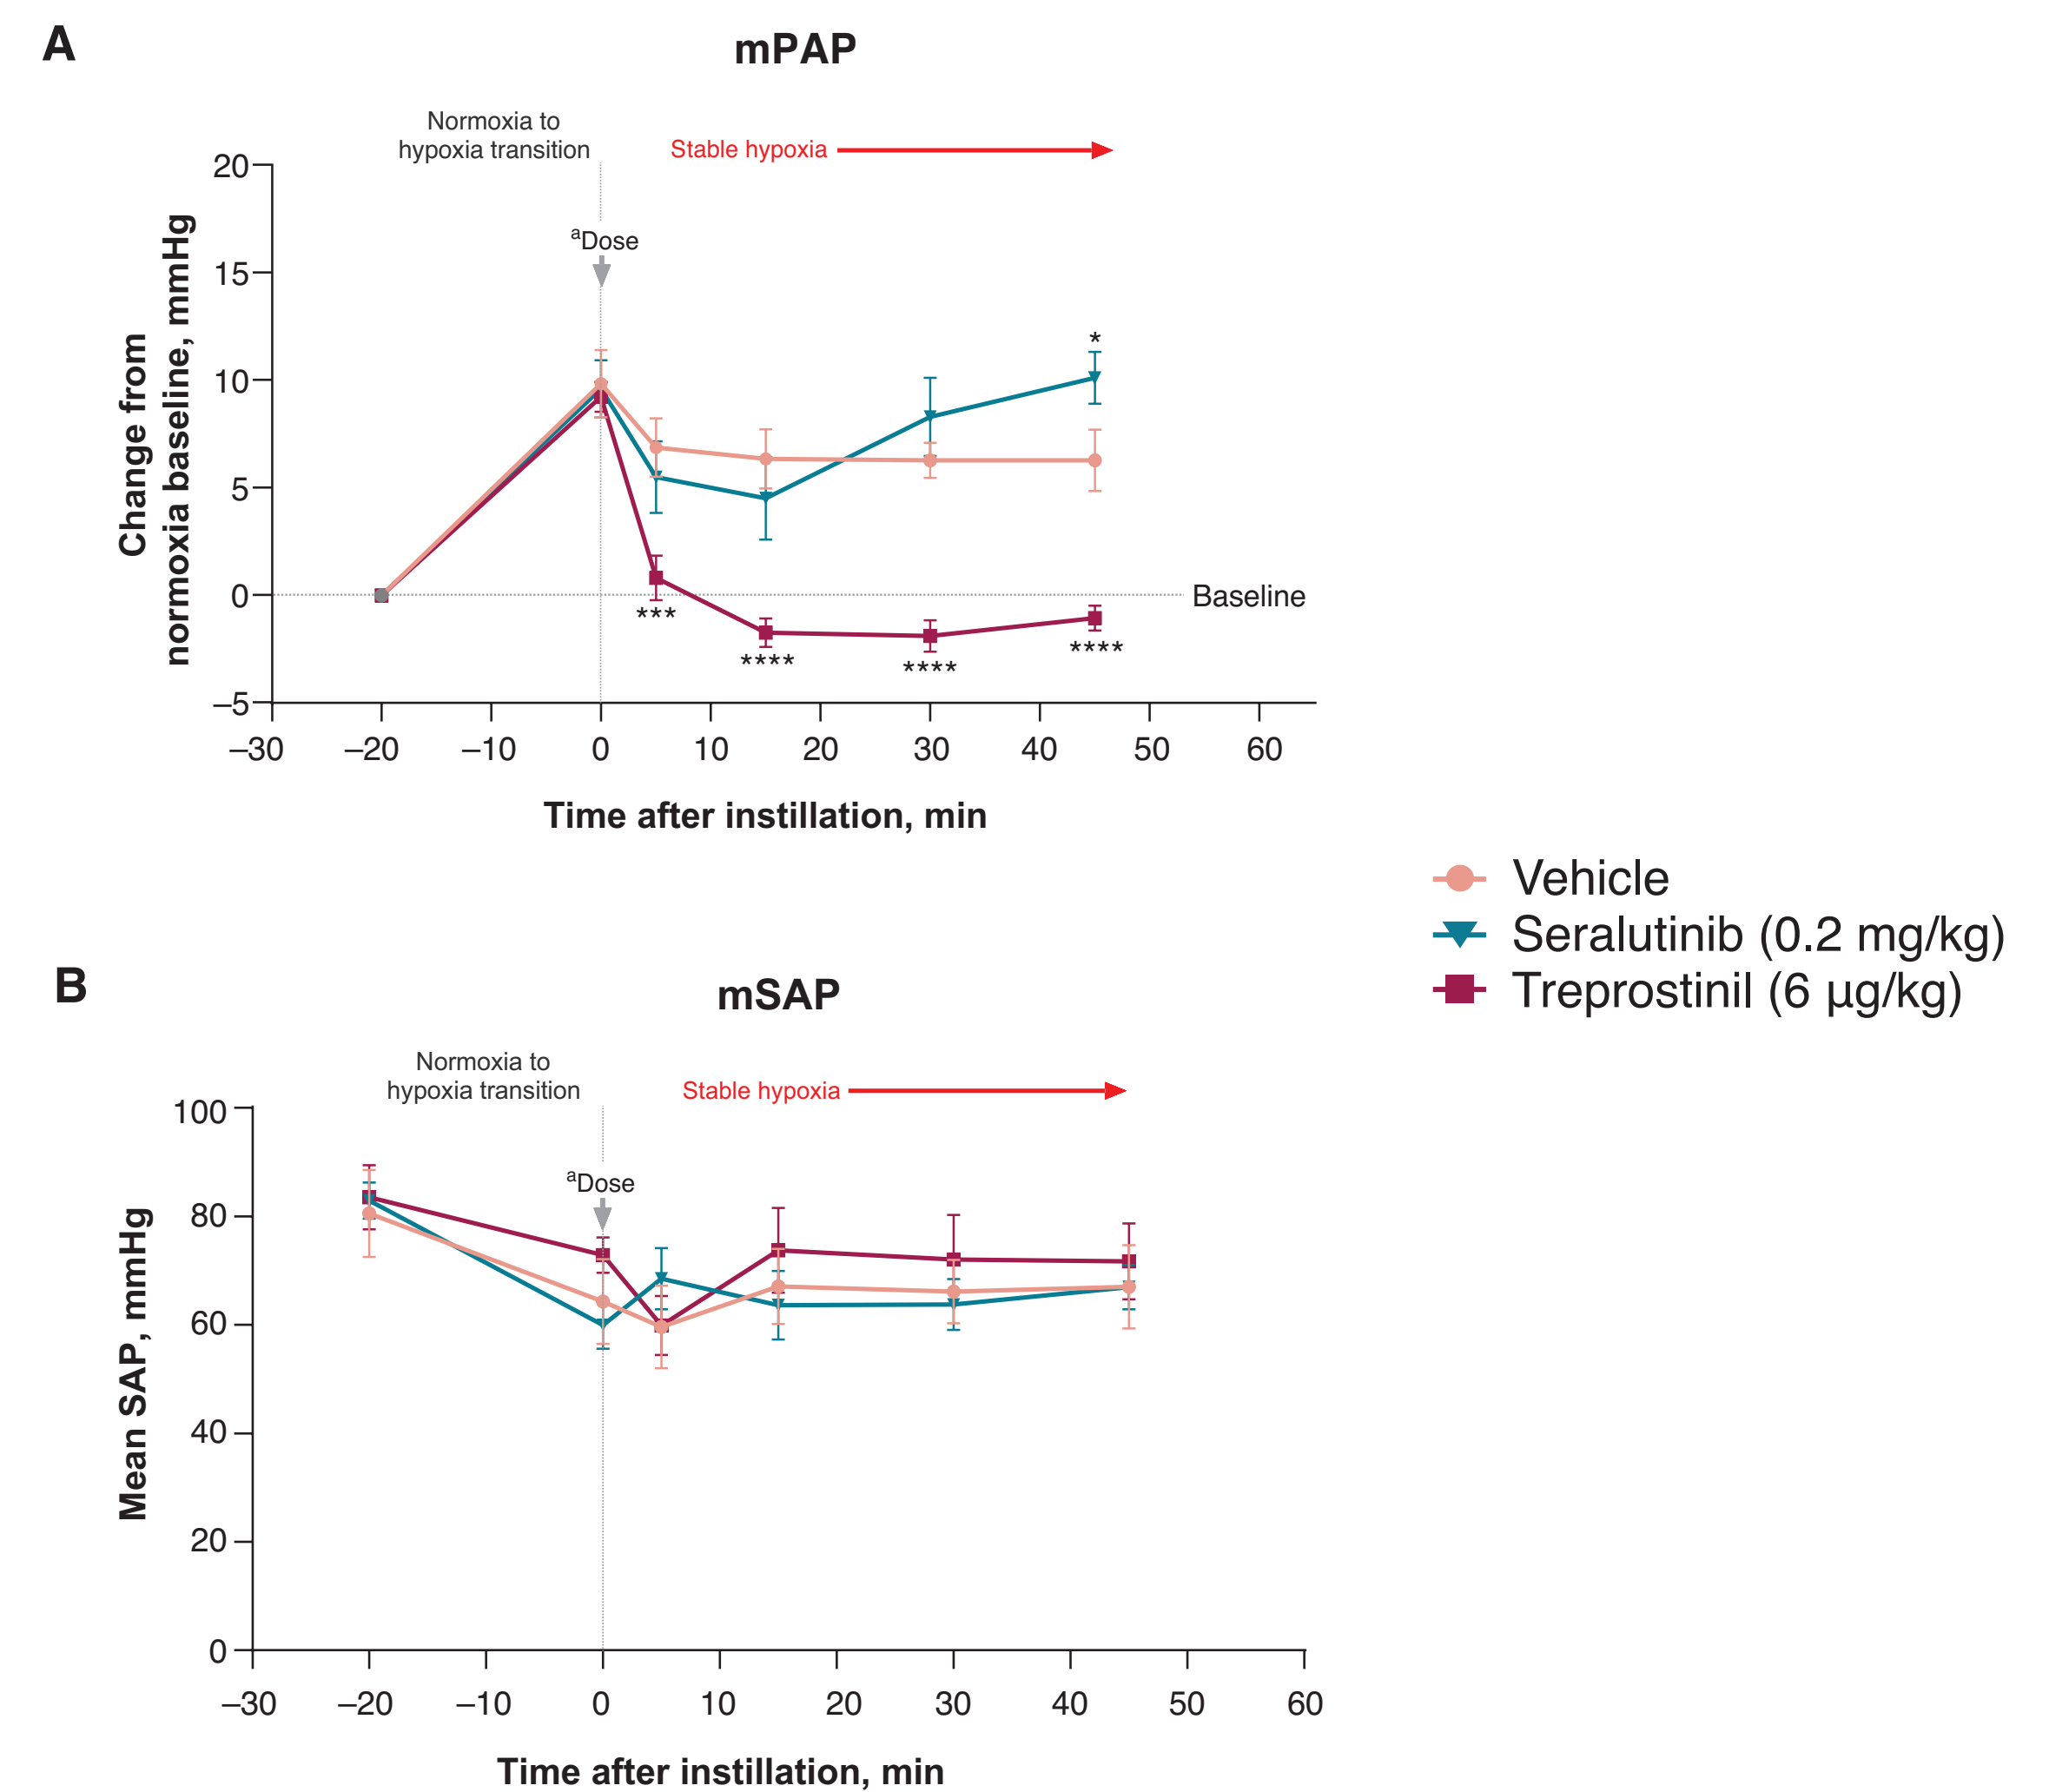 A
mPAP
Normoxia to
hypoxia transition
Stable hypoxia
aDose
20
15
10
5
0
–5
Change from
normoxia baseline, mmHg
*
***
****
****
****
Baseline
–30
–20
–10
0
10
20
30
40
50
60
Time after instillation, min
Vehicle
Seralutinib (0.2 mg/kg)
Treprostinil (6 µg/kg)
B
mSAP
Normoxia to
hypoxia transition
Stable hypoxia
aDose
100
80
60
40
20
0
Mean SAP, mmHg
–30
–20
–10
0
10
20
30
40
50
60
Time after instillation, min